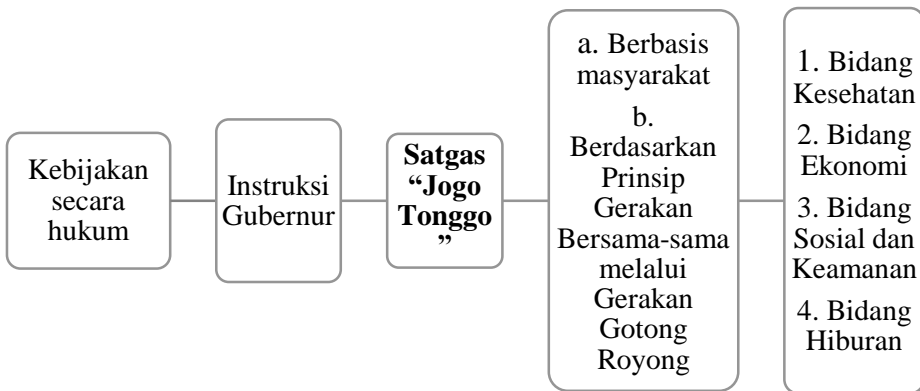 Kebijakan
secara
hukum
Instruksi
Gubernur
Satgas
“Jogo
Tonggo
”
a. Berbasis
masyarakat
b.
Berdasarkan
Prinsip
Gerakan
Bersama-sama
melalui
Gerakan
Gotong
Royong
1. Bidang
Kesehatan
2. Bidang
Ekonomi
3. Bidang
Sosial dan
Keamanan
4. Bidang
Hiburan